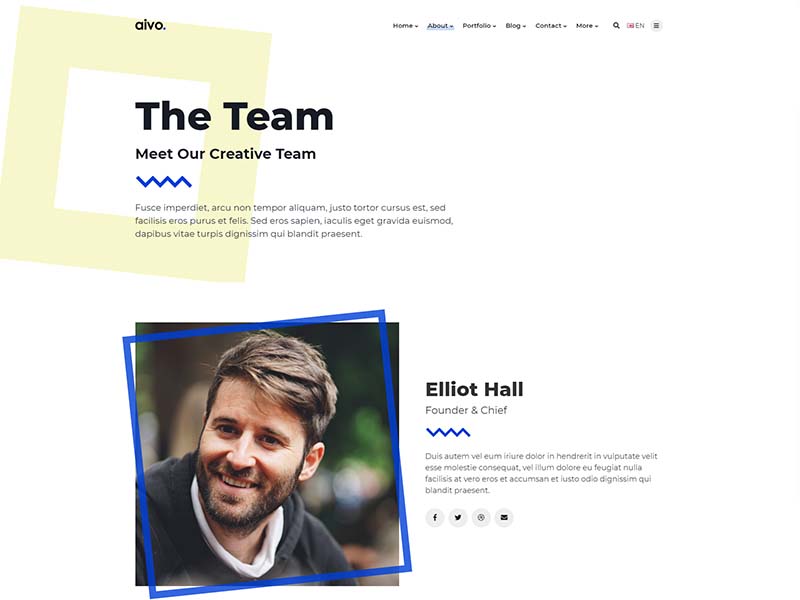 aivo.
Home
About
Portfolio
Blog
Contact
More
EN
The Team
Meet Our Creative Team
Fusce imperdiet, arcu non tempor aliquam, justo tortor cursus est, sed
facilisis eros purus et felis. Sed eros sapien, iaculis eget gravida euismod,
dapibus vitae turpis dignissim qui blandit praesent.
Elliot Hall
Founder & Chief
Duis autem vel eum iriure dolor in hendrerit in vulputate velit
esse molestie consequat, vel illum dolore eu feugiat nulla
facilisis at vero eros et accumsan et iusto odio dignissim qui
blandit praesent.